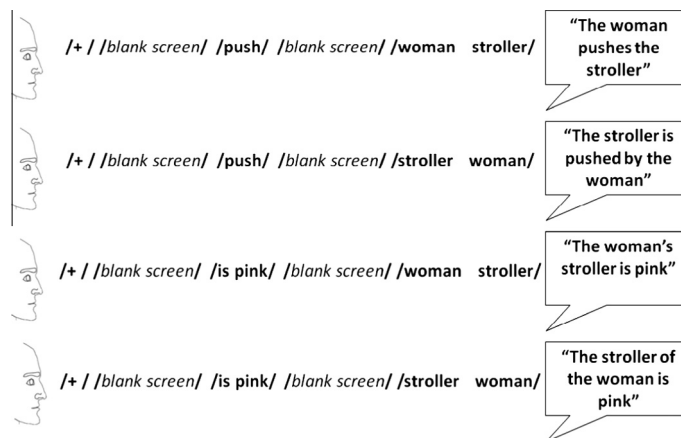 /+ / /blank screen/ /push/ /blank screen/ /woman stroller/
“The woman
pushes the
stroller”
/+ / /blank screen/ /push/ /blank screen/ /stroller woman/
“The stroller is
pushed by the
woman”
/+ / /blank screen/ /is pink/ /blank screen/ /woman stroller/
“The woman’s
stroller is pink”
/+ / /blank screen/ /is pink/ /blank screen/ /stroller woman/
“The stroller of
the woman is
pink”